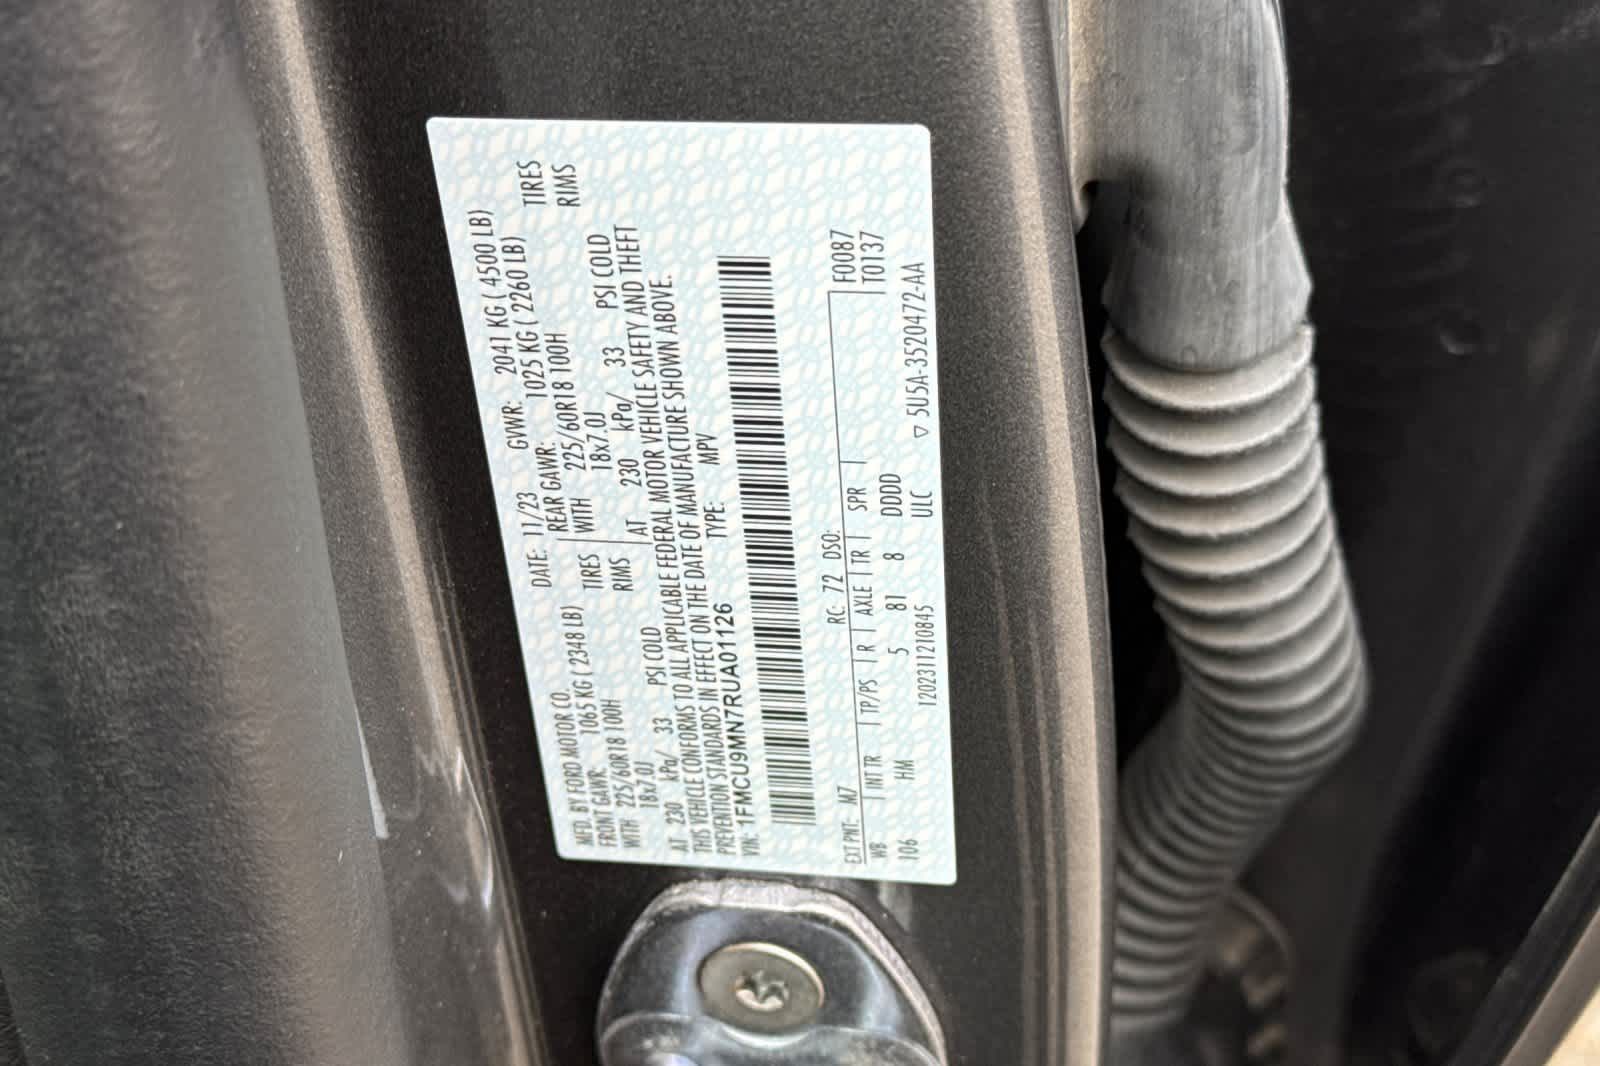 MFD. BY FORD MOTOR CO. DATE: 11/23 GVWR: 2041 KG ( 4500 LB)
FRONT GAWR: 1065 KG ( 2348 LB) REAR GAWR: 1025 KG ( 2260 LB)
WITH 225/60R18 100H TIRES WITH 225/60R18 100H TIRES
18x7.0J RIMS 18x7.0J RIMS
AT 230 kPa/ 33 PSI COLD AT 230 kPa/ 33 PSI COLD
THIS VEHICLE CONFORMS TO ALL APPLICABLE FEDERAL MOTOR VEHICLE SAFETY AND THEFT
PREVENTION STANDARDS IN EFFECT ON THE DATE OF MANUFACTURE SHOWN ABOVE.
VIN: 1FMCU9MN7RUA01126 TYPE: MPV
EXT PNT: M7 RC: 72 DSO: F0087
WB INT TR TP/PS R AXLE TR SPR T0137
106 HM 5 81 8 DDDD
1202311210845 ULC ▽ 5U5A-3520472-AA